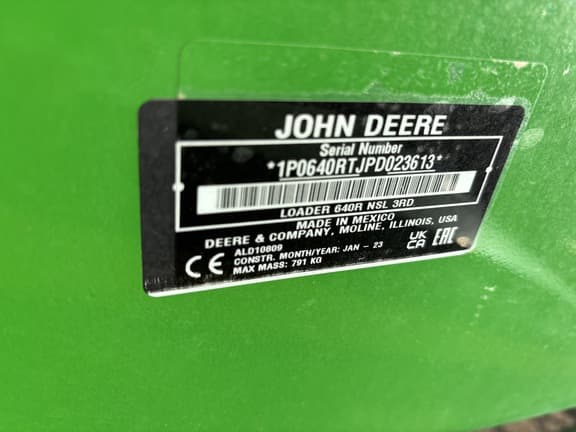 JOHN DEERE
Serial Number
*1P0640RTJPD023613*
LOADER 640R NSL 3RD
MADE IN MEXICO
DEERE & COMPANY, MOLINE, ILLINOIS, USA
ALD10809
CE CONSTR. MONTH/YEAR: JAN - 23
MAX MASS: 791 KG
UK
CA
EAC